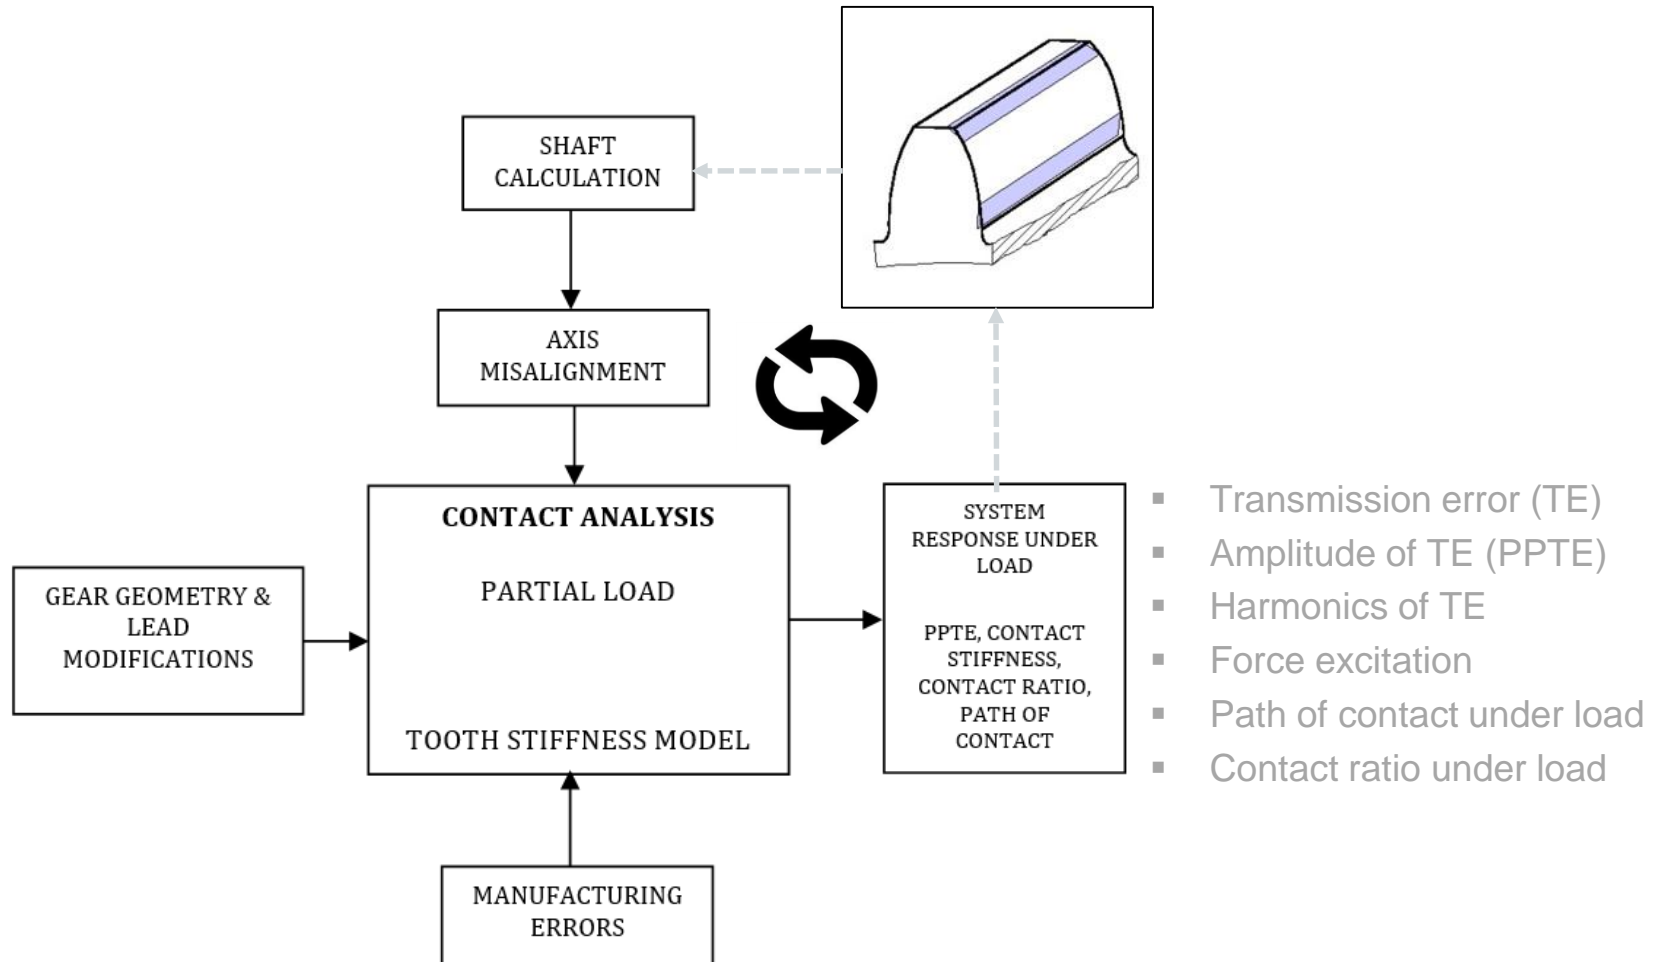 SHAFT
CALCULATION
AXIS
MISALIGNMENT
CONTACT ANALYSIS
PARTIAL LOAD
TOOTH STIFFNESS MODEL
GEAR GEOMETRY &
LEAD
MODIFICATIONS
MANUFACTURING
ERRORS
SYSTEM
RESPONSE UNDER
LOAD
PPTE, CONTACT
STIFFNESS,
CONTACT RATIO,
PATH OF
CONTACT
▪ Transmission error (TE)
▪ Amplitude of TE (PPTE)
▪ Harmonics of TE
▪ Force excitation
▪ Path of contact under load
▪ Contact ratio under load